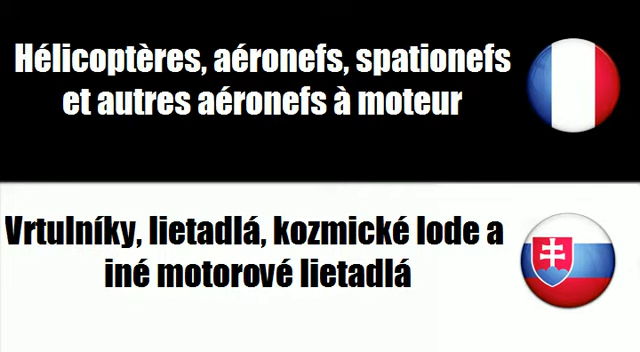 Hélicoptères, aéronefs, spationefs
et autres aéronefs à moteur
Vrtulníky, lietadlá, kozmické lode a
iné motorové lietadlá